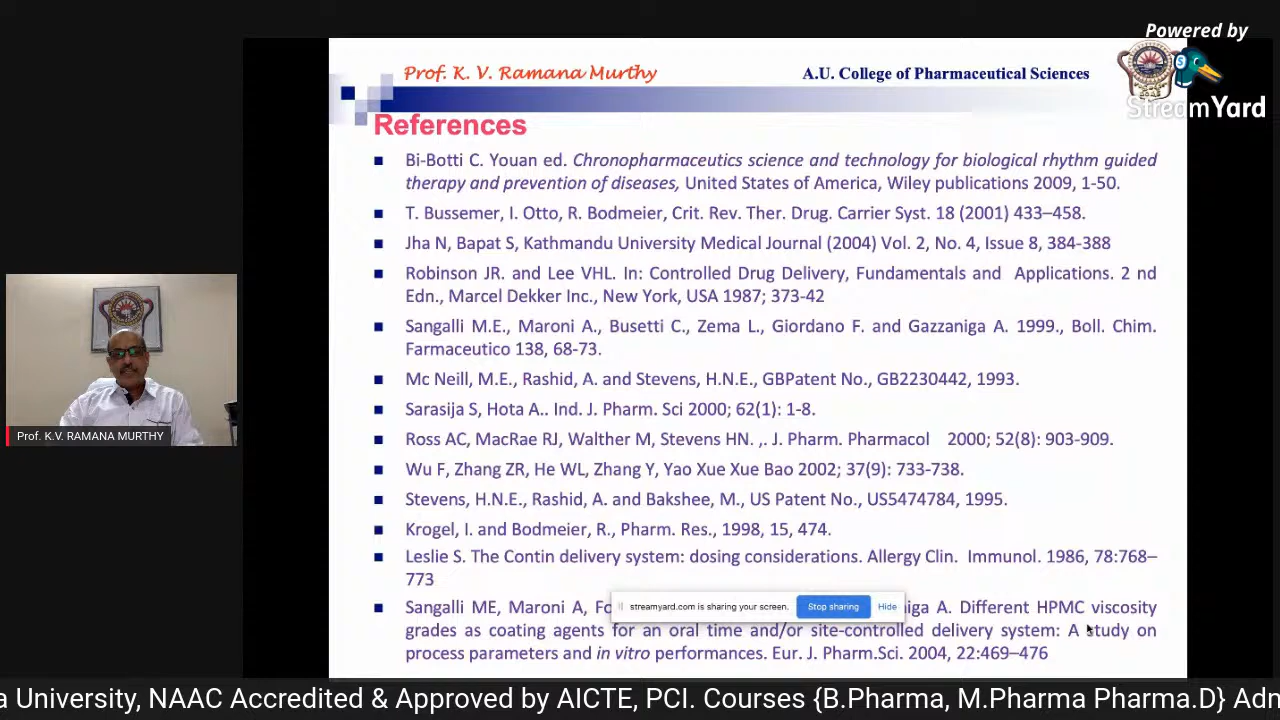 Powered by
StreamYard
Prof. K. V. Ramana Murthy
A.U. College of Pharmaceutical Sciences
References
Bi-Botti C. Youan ed. Chronopharmaceutics science and technology for biological rhythm guided
therapy and prevention of diseases, United States of America, Wiley publications 2009, 1-50.
T. Bussemer, I. Otto, R. Bodmeier, Crit. Rev. Ther. Drug. Carrier Syst. 18 (2001) 433–458.
Jha N, Bapat S, Kathmandu University Medical Journal (2004) Vol. 2, No. 4, Issue 8, 384-388
Robinson JR. and Lee VHL. In: Controlled Drug Delivery, Fundamentals and Applications. 2 nd
Edn., Marcel Dekker Inc., New York, USA 1987; 373-42
Sangalli M.E., Maroni A., Busetti C., Zema L., Giordano F. and Gazzaniga A. 1999., Boll. Chim.
Farmaceutico 138, 68-73.
Mc Neill, M.E., Rashid, A. and Stevens, H.N.E., GBPatent No., GB2230442, 1993.
Sarasija S, Hota A.. Ind. J. Pharm. Sci 2000; 62(1): 1-8.
Ross AC, MacRae RJ, Walther M, Stevens HN. ,. J. Pharm. Pharmacol 2000; 52(8): 903-909.
Wu F, Zhang ZR, He WL, Zhang Y, Yao Xue Xue Bao 2002; 37(9): 733-738.
Stevens, H.N.E., Rashid, A. and Bakshee, M., US Patent No., US5474784, 1995.
Krogel, I. and Bodmeier, R., Pharm. Res., 1998, 15, 474.
Leslie S. The Contin delivery system: dosing considerations. Allergy Clin. Immunol. 1986, 78:768–
773
Sangalli ME, Maroni A, Fo iga A. Different HPMC viscosity
streamyard.com is sharing your screen. Stop sharing Hide
grades as coating agents for an oral time and/or site-controlled delivery system: A study on
process parameters and in vitro performances. Eur. J. Pharm.Sci. 2004, 22:469–476
Prof. K.V. RAMANA MURTHY
a University, NAAC Accredited & Approved by AICTE, PCI. Courses {B.Pharma, M.Pharma Pharma.D} Adn